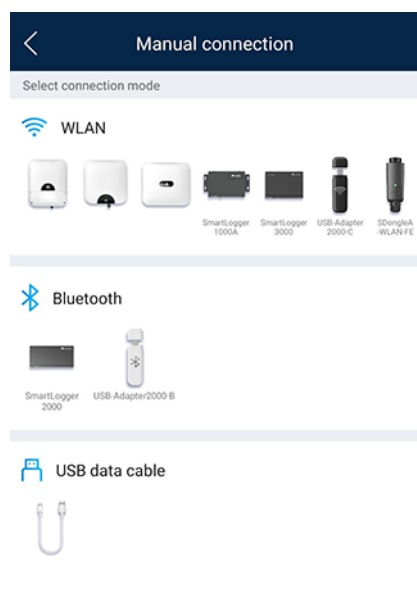 Manual connection
Select connection mode
WLAN
SmartLogger SmartLogger USB-Adapter SDongleA
1000A 3000 2000-C -WLAN-FE
Bluetooth
SmartLogger USB-Adapter2000-B
2000
USB data cable